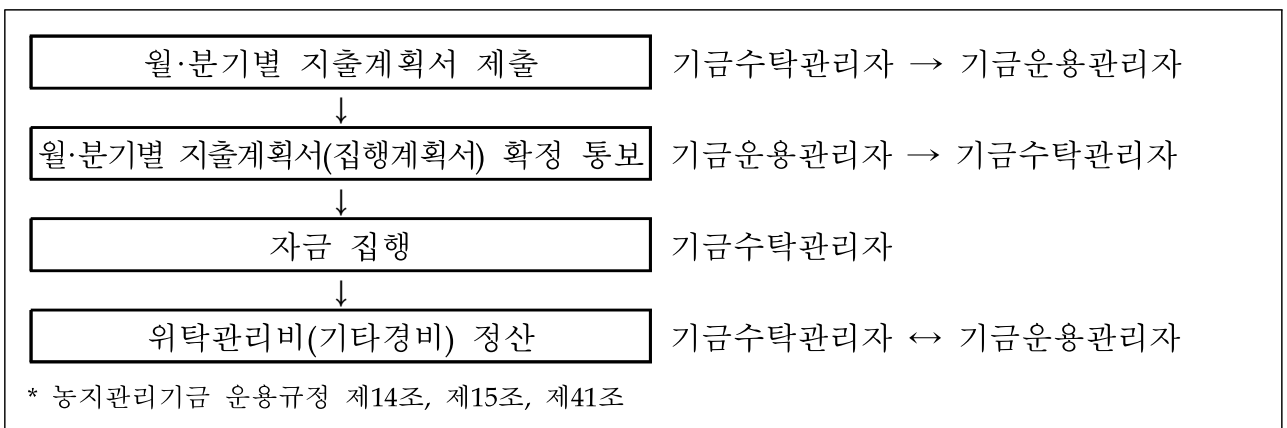 월·분기별 지출계획서 제출 기금수탁관리자 → 기금운용관리자
↓
월·분기별 지출계획서(집행계획서) 확정 통보 기금운용관리자 → 기금수탁관리자
↓
자금 집행 기금수탁관리자
↓
위탁관리비(기타경비) 정산 기금수탁관리자 ↔ 기금운용관리자
* 농지관리기금 운용규정 제14조, 제15조, 제41조